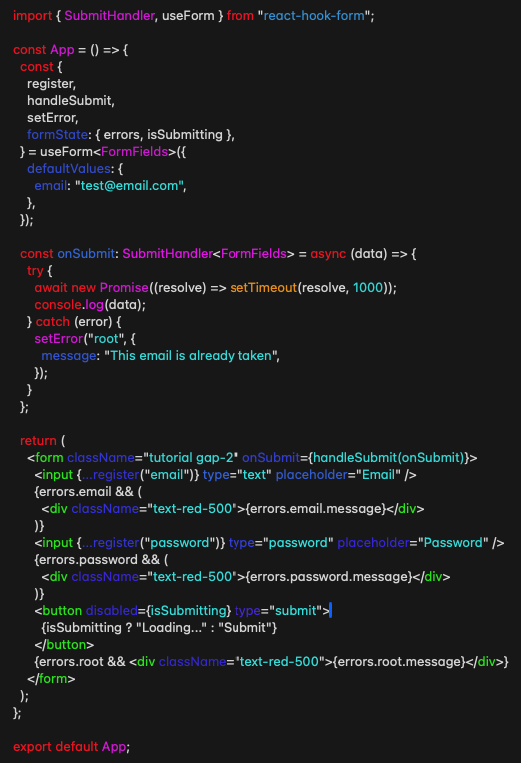 import { SubmitHandler, useForm } from "react-hook-form";
const App = () => {
const {
register,
handleSubmit,
setError,
formState: { errors, isSubmitting },
} = useForm<FormFields>({
defaultValues: {
email: "test@email.com",
},
});
const onSubmit: SubmitHandler<FormFields> = async (data) => {
try {
await new Promise((resolve) => setTimeout(resolve, 1000));
console.log(data);
} catch (error) {
setError("root", {
message: "This email is already taken",
});
}
};
return (
<form className="tutorial gap-2" onSubmit={handleSubmit(onSubmit)}>
<input {...register("email")} type="text" placeholder="Email" />
{errors.email && (
<div className="text-red-500">{errors.email.message}</div>
)}
<input {...register("password")} type="password" placeholder="Password" />
{errors.password && (
<div className="text-red-500">{errors.password.message}</div>
)}
<button disabled={isSubmitting} type="submit">
{isSubmitting ? "Loading..." : "Submit"}
</button>
{errors.root && <div className="text-red-500">{errors.root.message}</div>}
</form>
);
};
export default App;